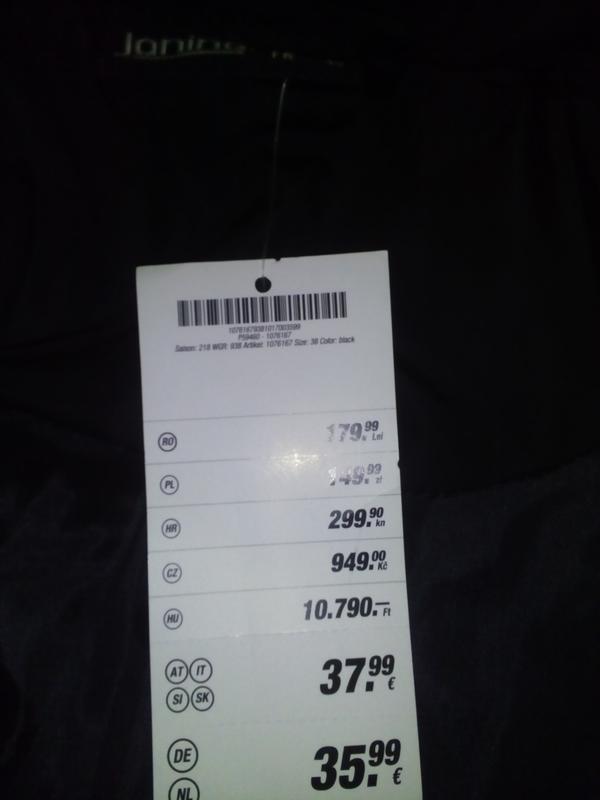 Janina
10761679381017003599
P59460 - 1076167
Saison: 218 WGR: 938 Artikel: 1076167 Size: 38 Color: black
RO 179.99 Lei
PL 149.99 zł
HR 299.90 kn
CZ 949.00 Kč
HU 10.790.– Ft
AT IT
SI SK
37.99 €
DE
NL
35.99 €